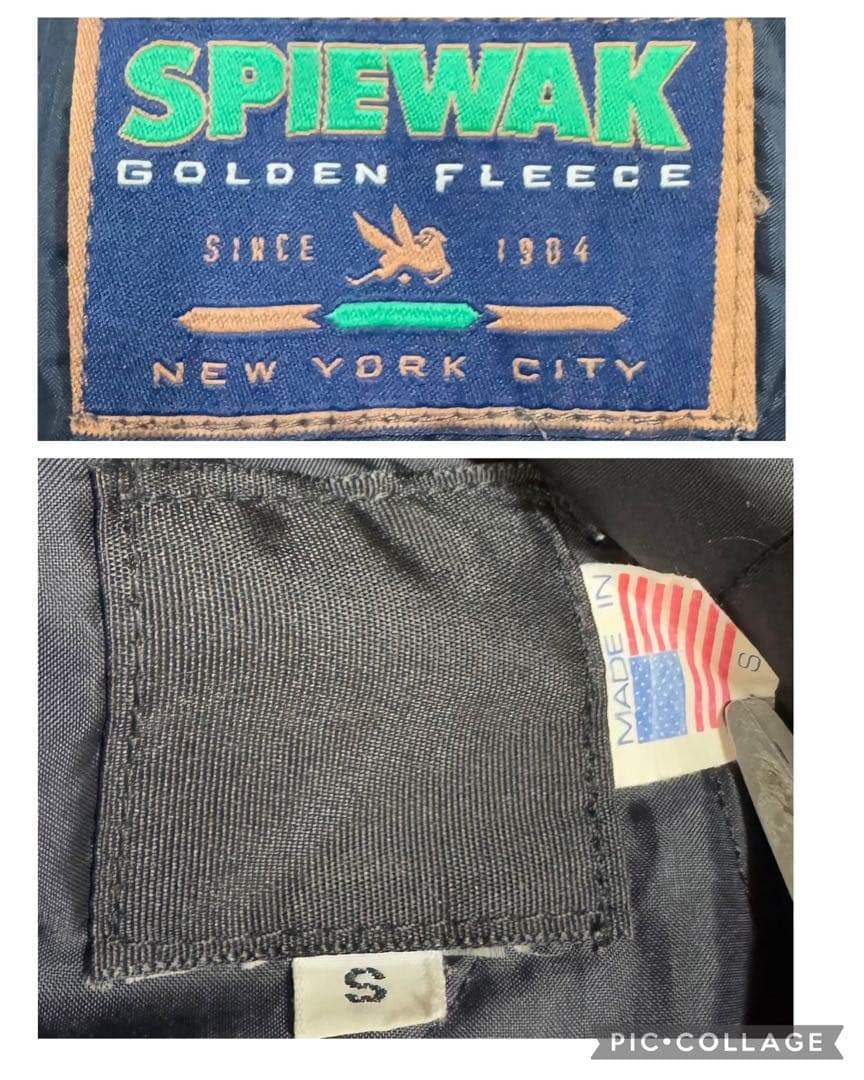 SPIEWAK
GOLDEN FLEECE
SINCE 1904
NEW YORK CITY
MADE IN
S
S
PIC•COLLAGE